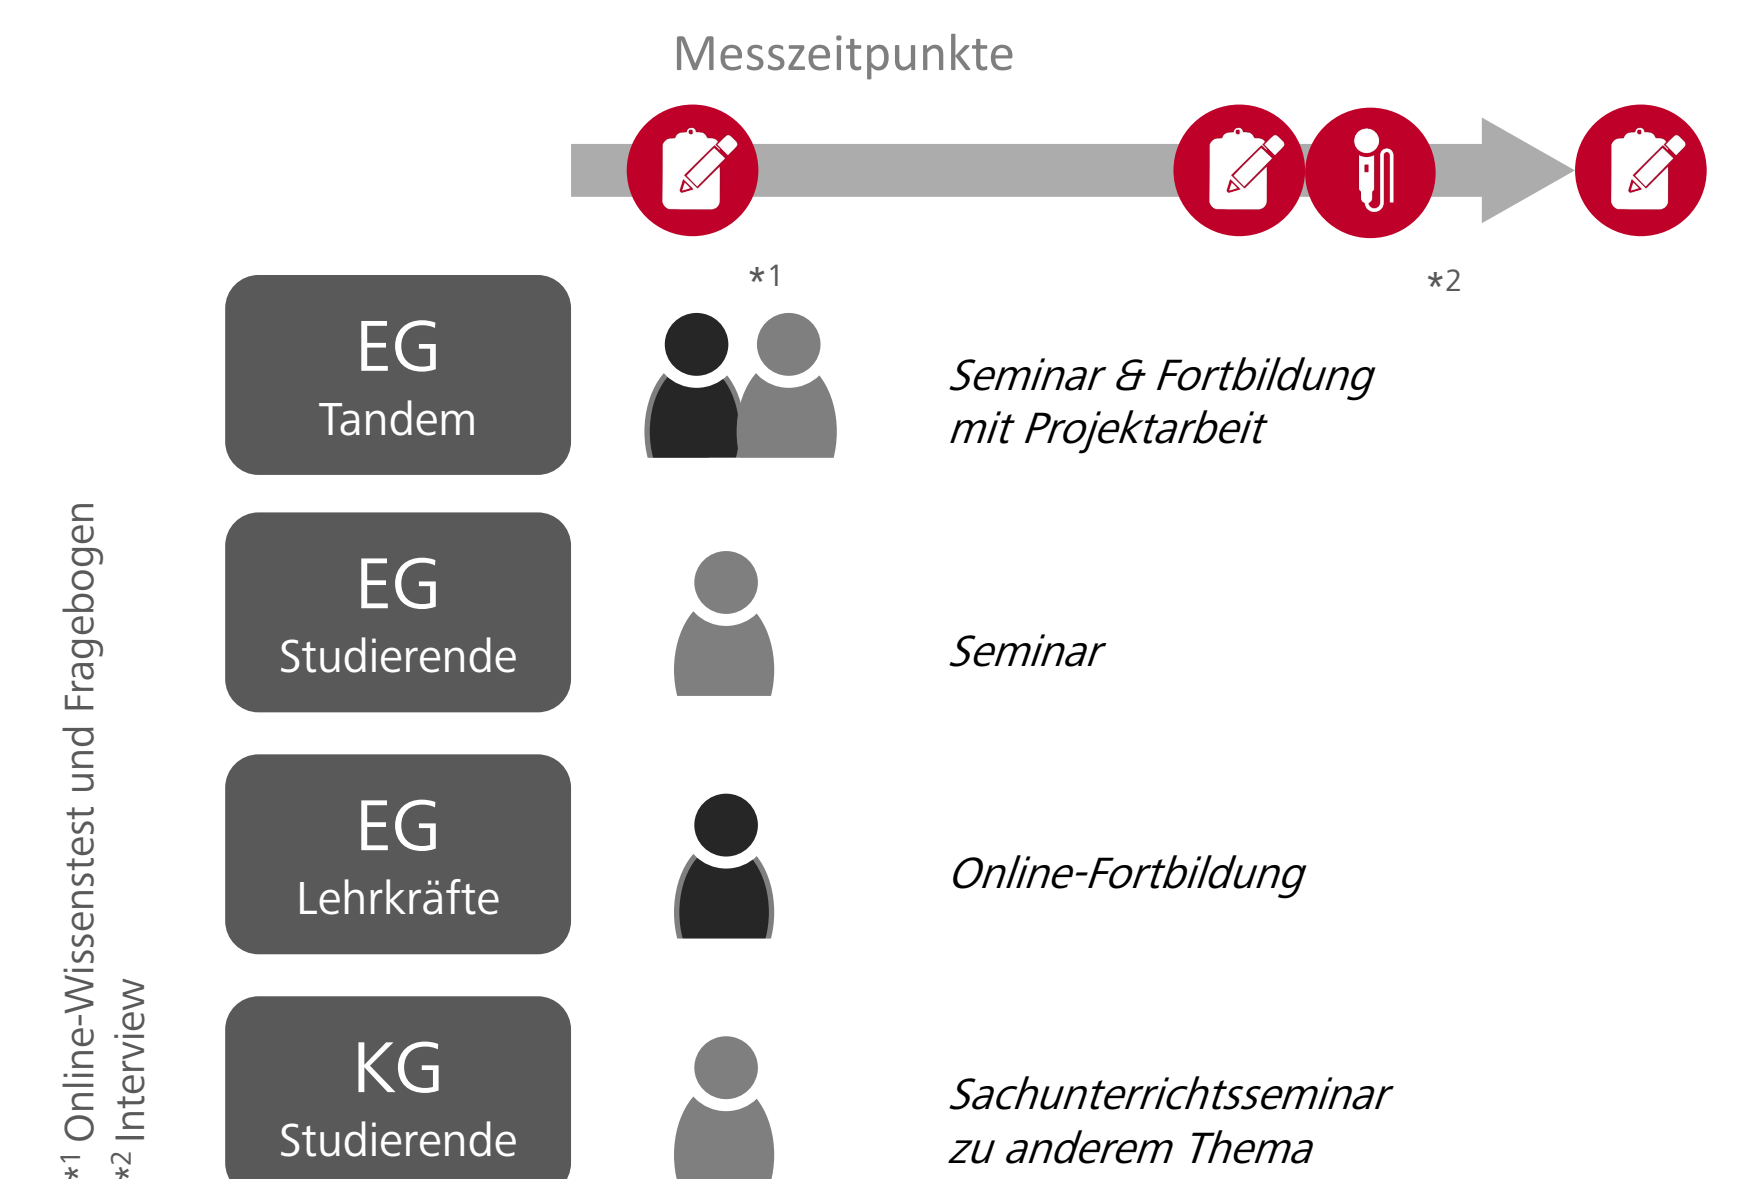 Messzeitpunkte
*1
*2
EG
Tandem
Seminar & Fortbildung
mit Projektarbeit
EG
Studierende
Seminar
EG
Lehrkräfte
Online-Fortbildung
KG
Studierende
Sachunterrichtsseminar
zu anderem Thema
*1 Online-Wissenstest und Fragebogen
*2 Interview